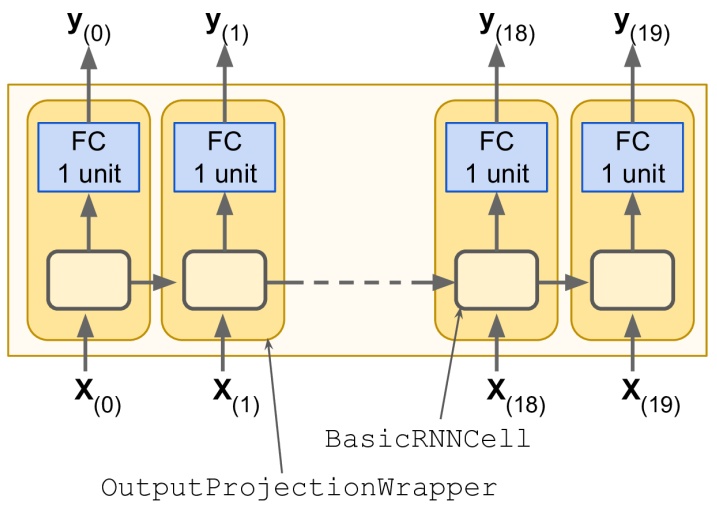 y(0) y(1) y(18) y(19)
FC FC FC FC
1 unit 1 unit 1 unit 1 unit
X(0) X(1) X(18) X(19)
BasicRNNCell
OutputProjectionWrapper